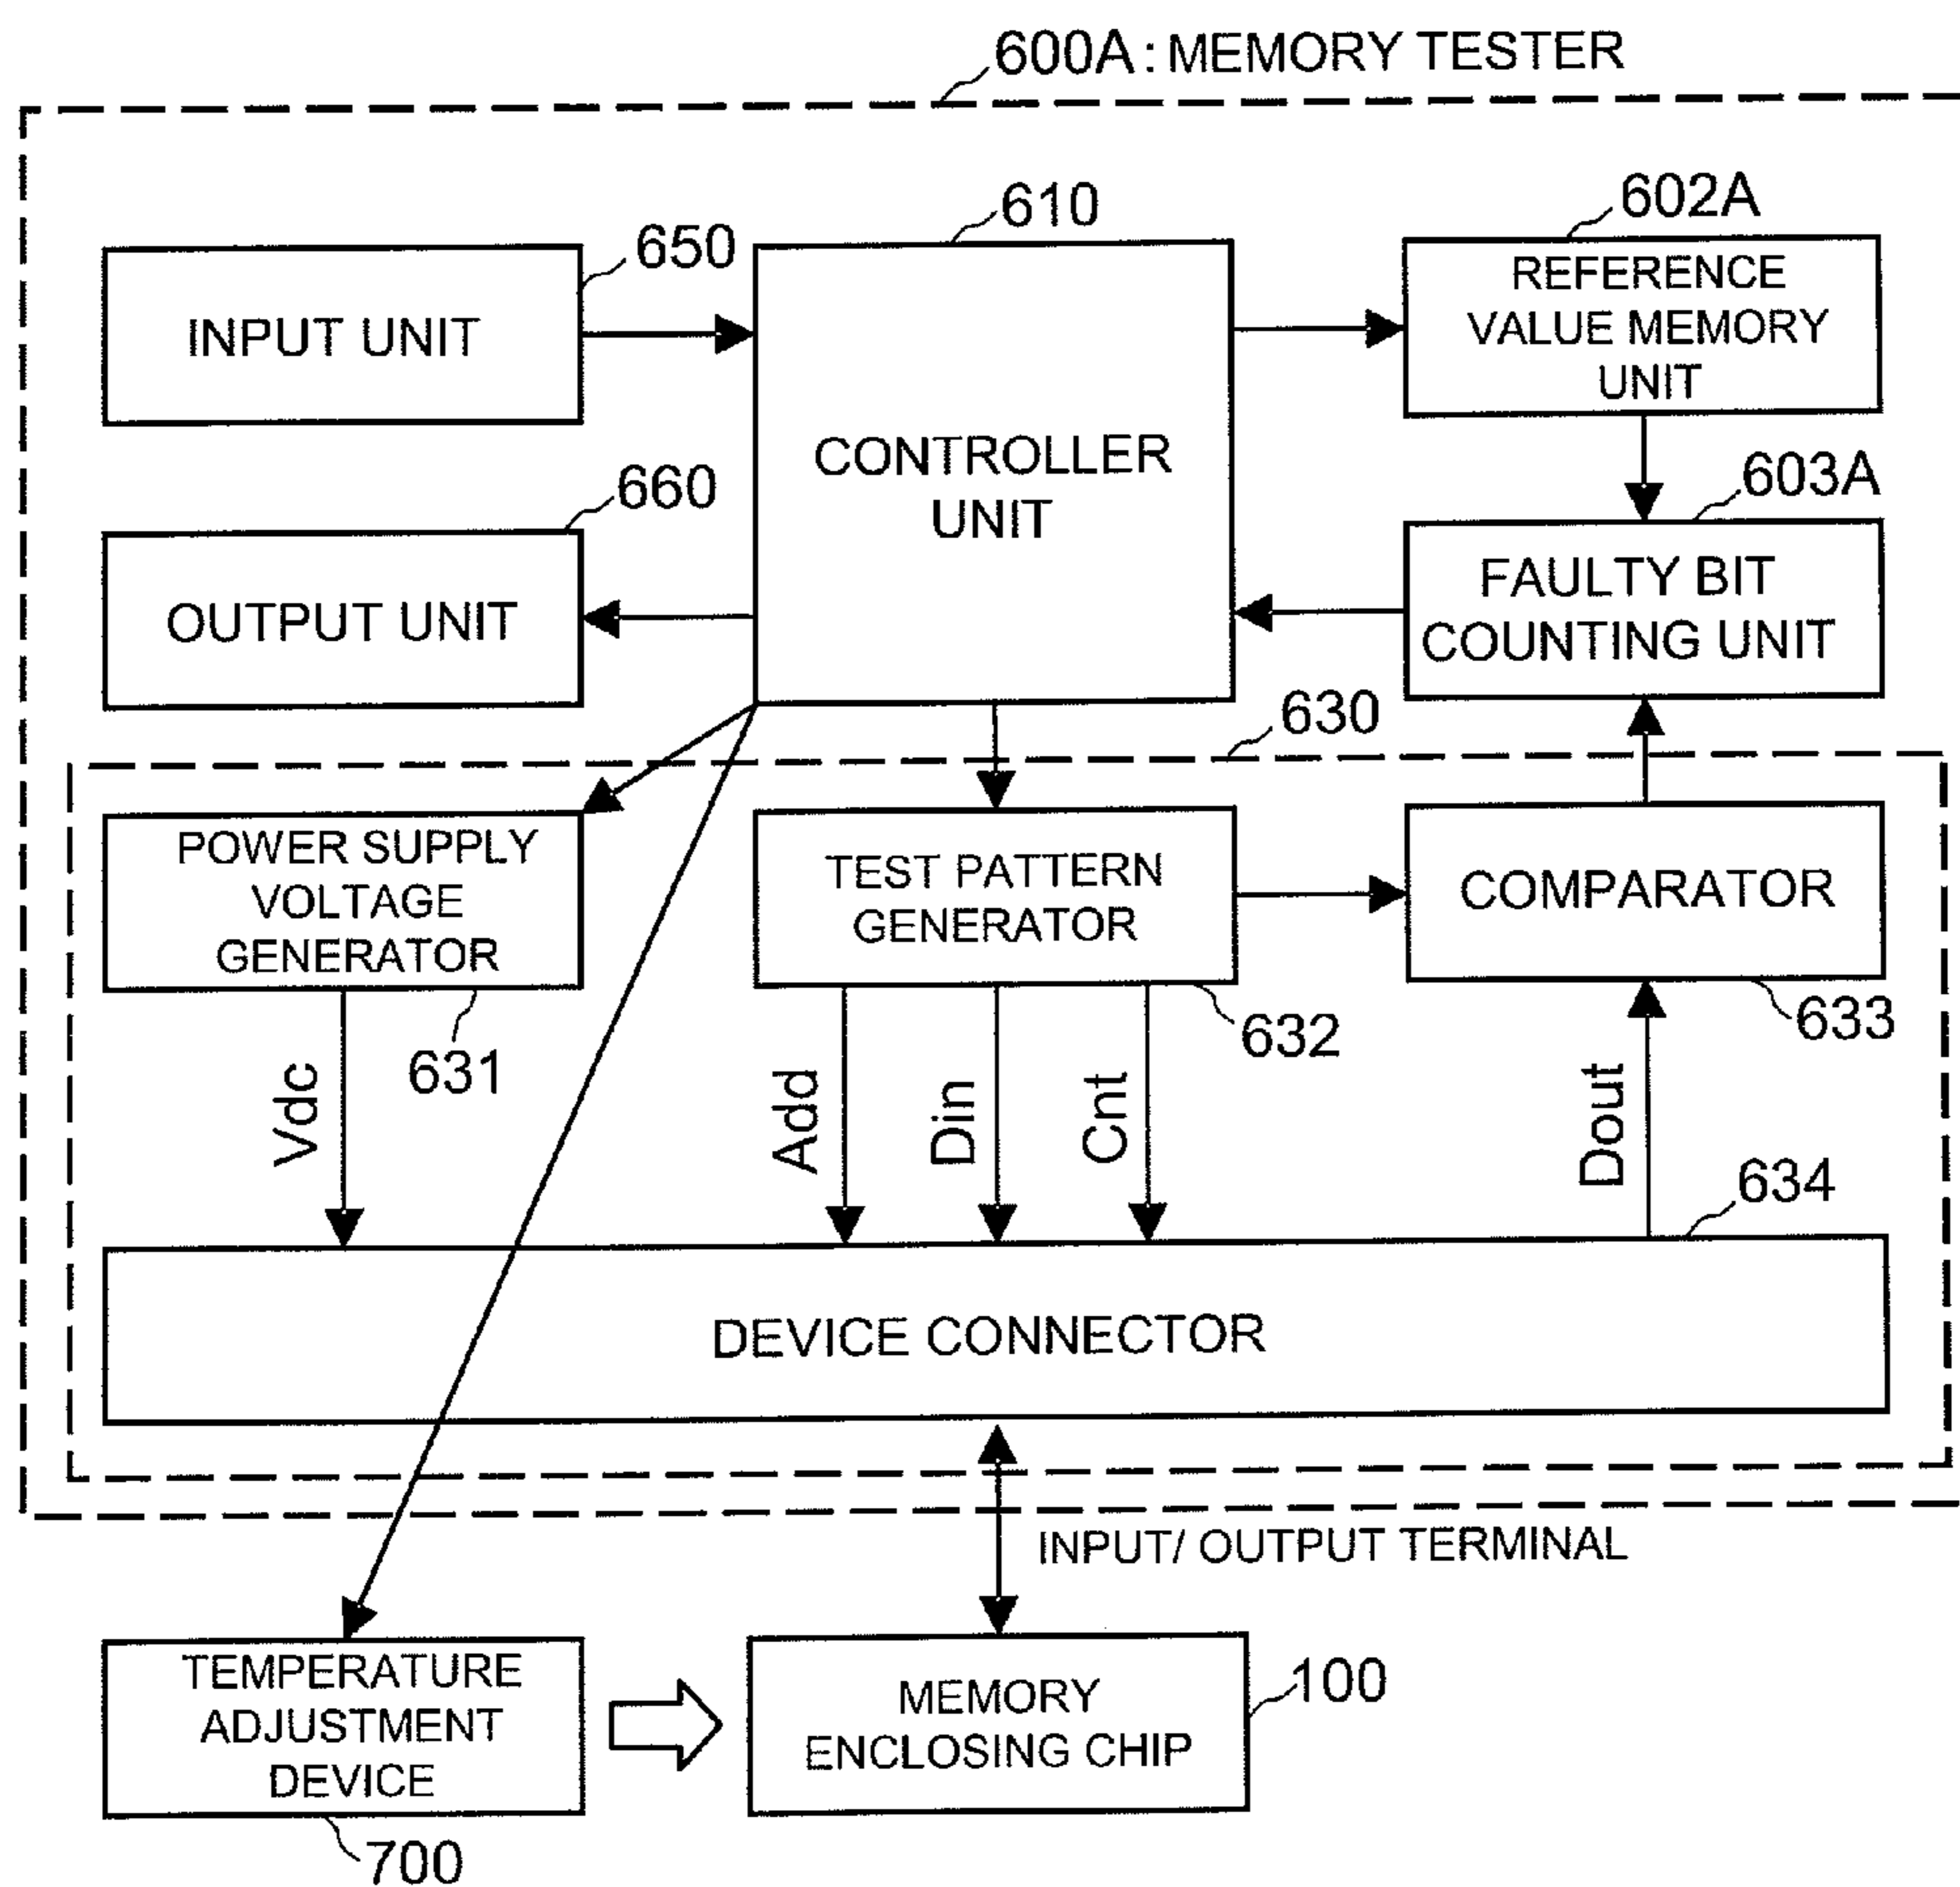 600A : MEMORY TESTER
610
602A
650
INPUT UNIT
REFERENCE
VALUE MEMORY
UNIT
CONTROLLER
UNIT
660
OUTPUT UNIT
603A
FAULTY BIT
COUNTING UNIT
630
POWER SUPPLY
VOLTAGE
GENERATOR
631
TEST PATTERN
GENERATOR
632
COMPARATOR
633
Vdc
Add
Din
Cnt
Dout
634
DEVICE CONNECTOR
INPUT/ OUTPUT TERMINAL
TEMPERATURE
ADJUSTMENT
DEVICE
700
MEMORY
ENCLOSING CHIP
100